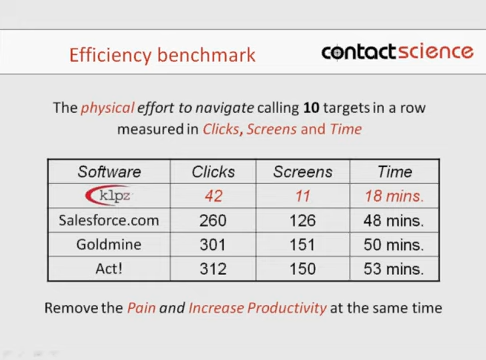 Efficiency benchmark
contactscience
The physical effort to navigate calling 10 targets in a row
measured in Clicks, Screens and Time
Software Clicks Screens Time
klpz 42 11 18 mins.
Salesforce.com 260 126 48 mins.
Goldmine 301 151 50 mins.
Act! 312 150 53 mins.
Remove the Pain and Increase Productivity at the same time